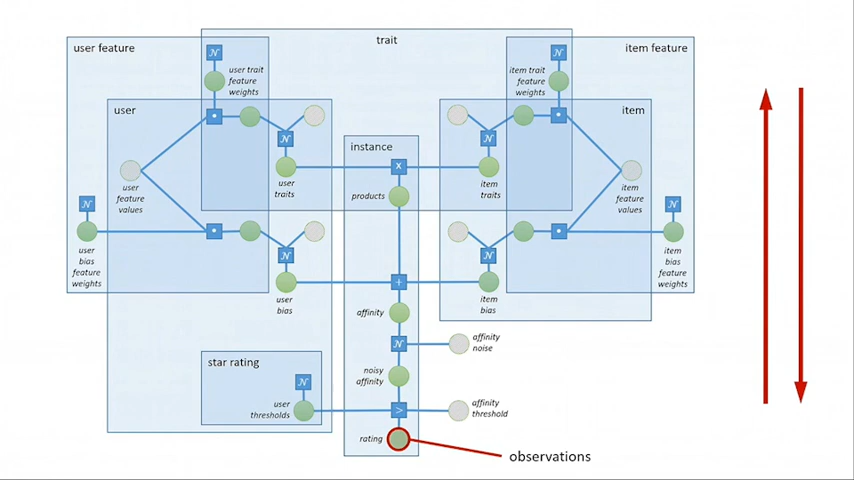 trait
user feature
item feature
N
N
user trait
feature
weights
item trait
feature
weights
user
item
N
N
instance
x
user
feature
values
user
traits
products
item
traits
item
feature
values
N
N
user
bias
feature
weights
N
N
item
bias
feature
weights
user
bias
+
item
bias
affinity
N
affinity
noise
star rating
noisy
affinity
N
user
thresholds
>
affinity
threshold
rating
observations